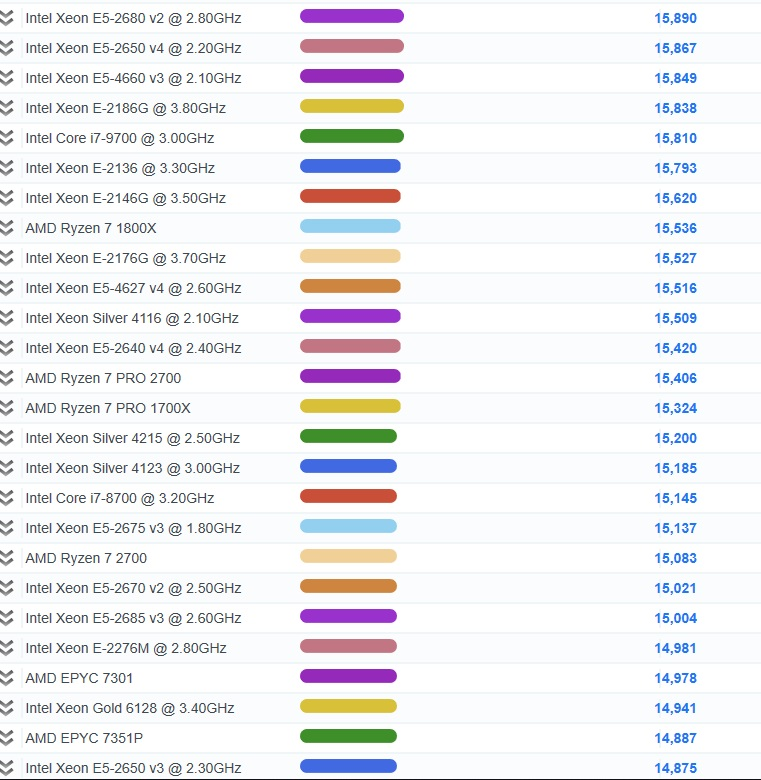 Intel Xeon E5-2680 v2 @ 2.80GHz 15,890
Intel Xeon E5-2650 v4 @ 2.20GHz 15,867
Intel Xeon E5-4660 v3 @ 2.10GHz 15,849
Intel Xeon E-2186G @ 3.80GHz 15,838
Intel Core i7-9700 @ 3.00GHz 15,810
Intel Xeon E-2136 @ 3.30GHz 15,793
Intel Xeon E-2146G @ 3.50GHz 15,620
AMD Ryzen 7 1800X 15,536
Intel Xeon E-2176G @ 3.70GHz 15,527
Intel Xeon E5-4627 v4 @ 2.60GHz 15,516
Intel Xeon Silver 4116 @ 2.10GHz 15,509
Intel Xeon E5-2640 v4 @ 2.40GHz 15,420
AMD Ryzen 7 PRO 2700 15,406
AMD Ryzen 7 PRO 1700X 15,324
Intel Xeon Silver 4215 @ 2.50GHz 15,200
Intel Xeon Silver 4123 @ 3.00GHz 15,185
Intel Core i7-8700 @ 3.20GHz 15,145
Intel Xeon E5-2675 v3 @ 1.80GHz 15,137
AMD Ryzen 7 2700 15,083
Intel Xeon E5-2670 v2 @ 2.50GHz 15,021
Intel Xeon E5-2685 v3 @ 2.60GHz 15,004
Intel Xeon E-2276M @ 2.80GHz 14,981
AMD EPYC 7301 14,978
Intel Xeon Gold 6128 @ 3.40GHz 14,941
AMD EPYC 7351P 14,887
Intel Xeon E5-2650 v3 @ 2.30GHz 14,875